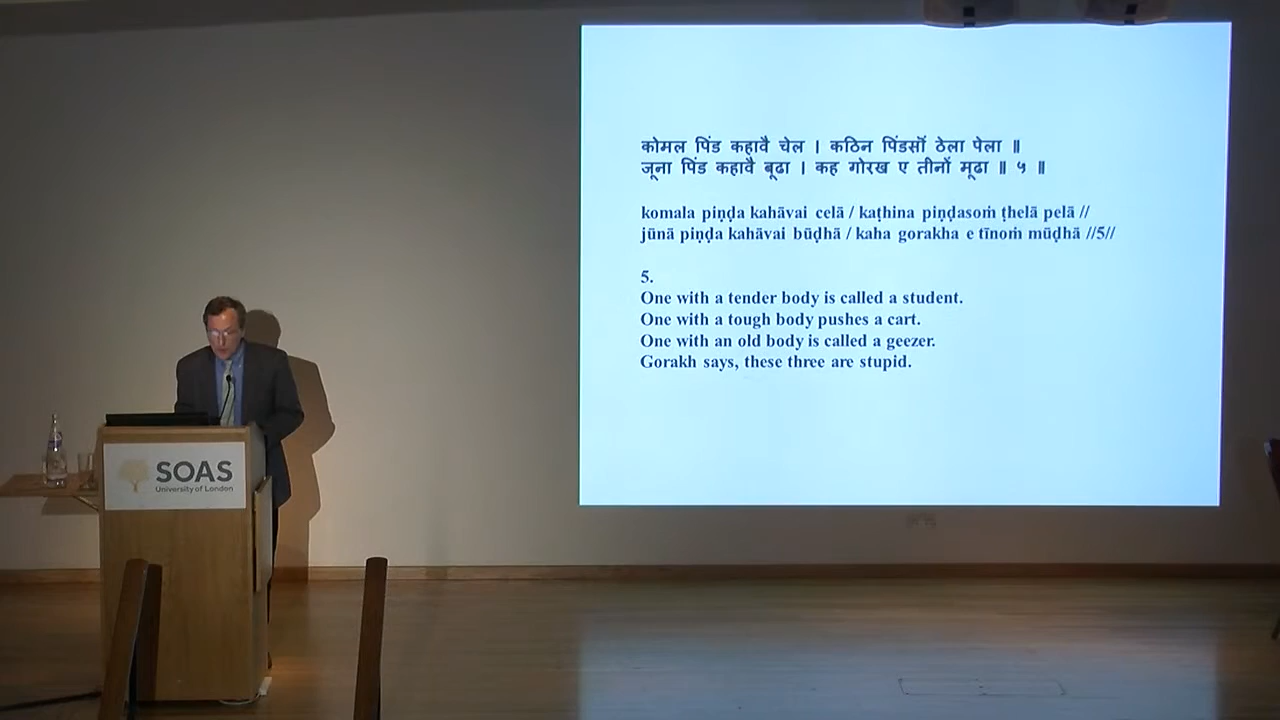 कोमल पिंड कहावै चेल । कठिन पिंडसों ठेला पेला ॥
जूना पिंड कहावै बूढा । कह गोरख ए तीनों मूढा ॥ ५ ॥
komala piṇḍa kahāvai celā / kaṭhina piṇḍasoṁ ṭhelā pelā //
jūnā piṇḍa kahāvai būḍhā / kaha gorakha e tīnoṁ mūḍhā //5//
5.
One with a tender body is called a student.
One with a tough body pushes a cart.
One with an old body is called a geezer.
Gorakh says, these three are stupid.
SOAS
University of London